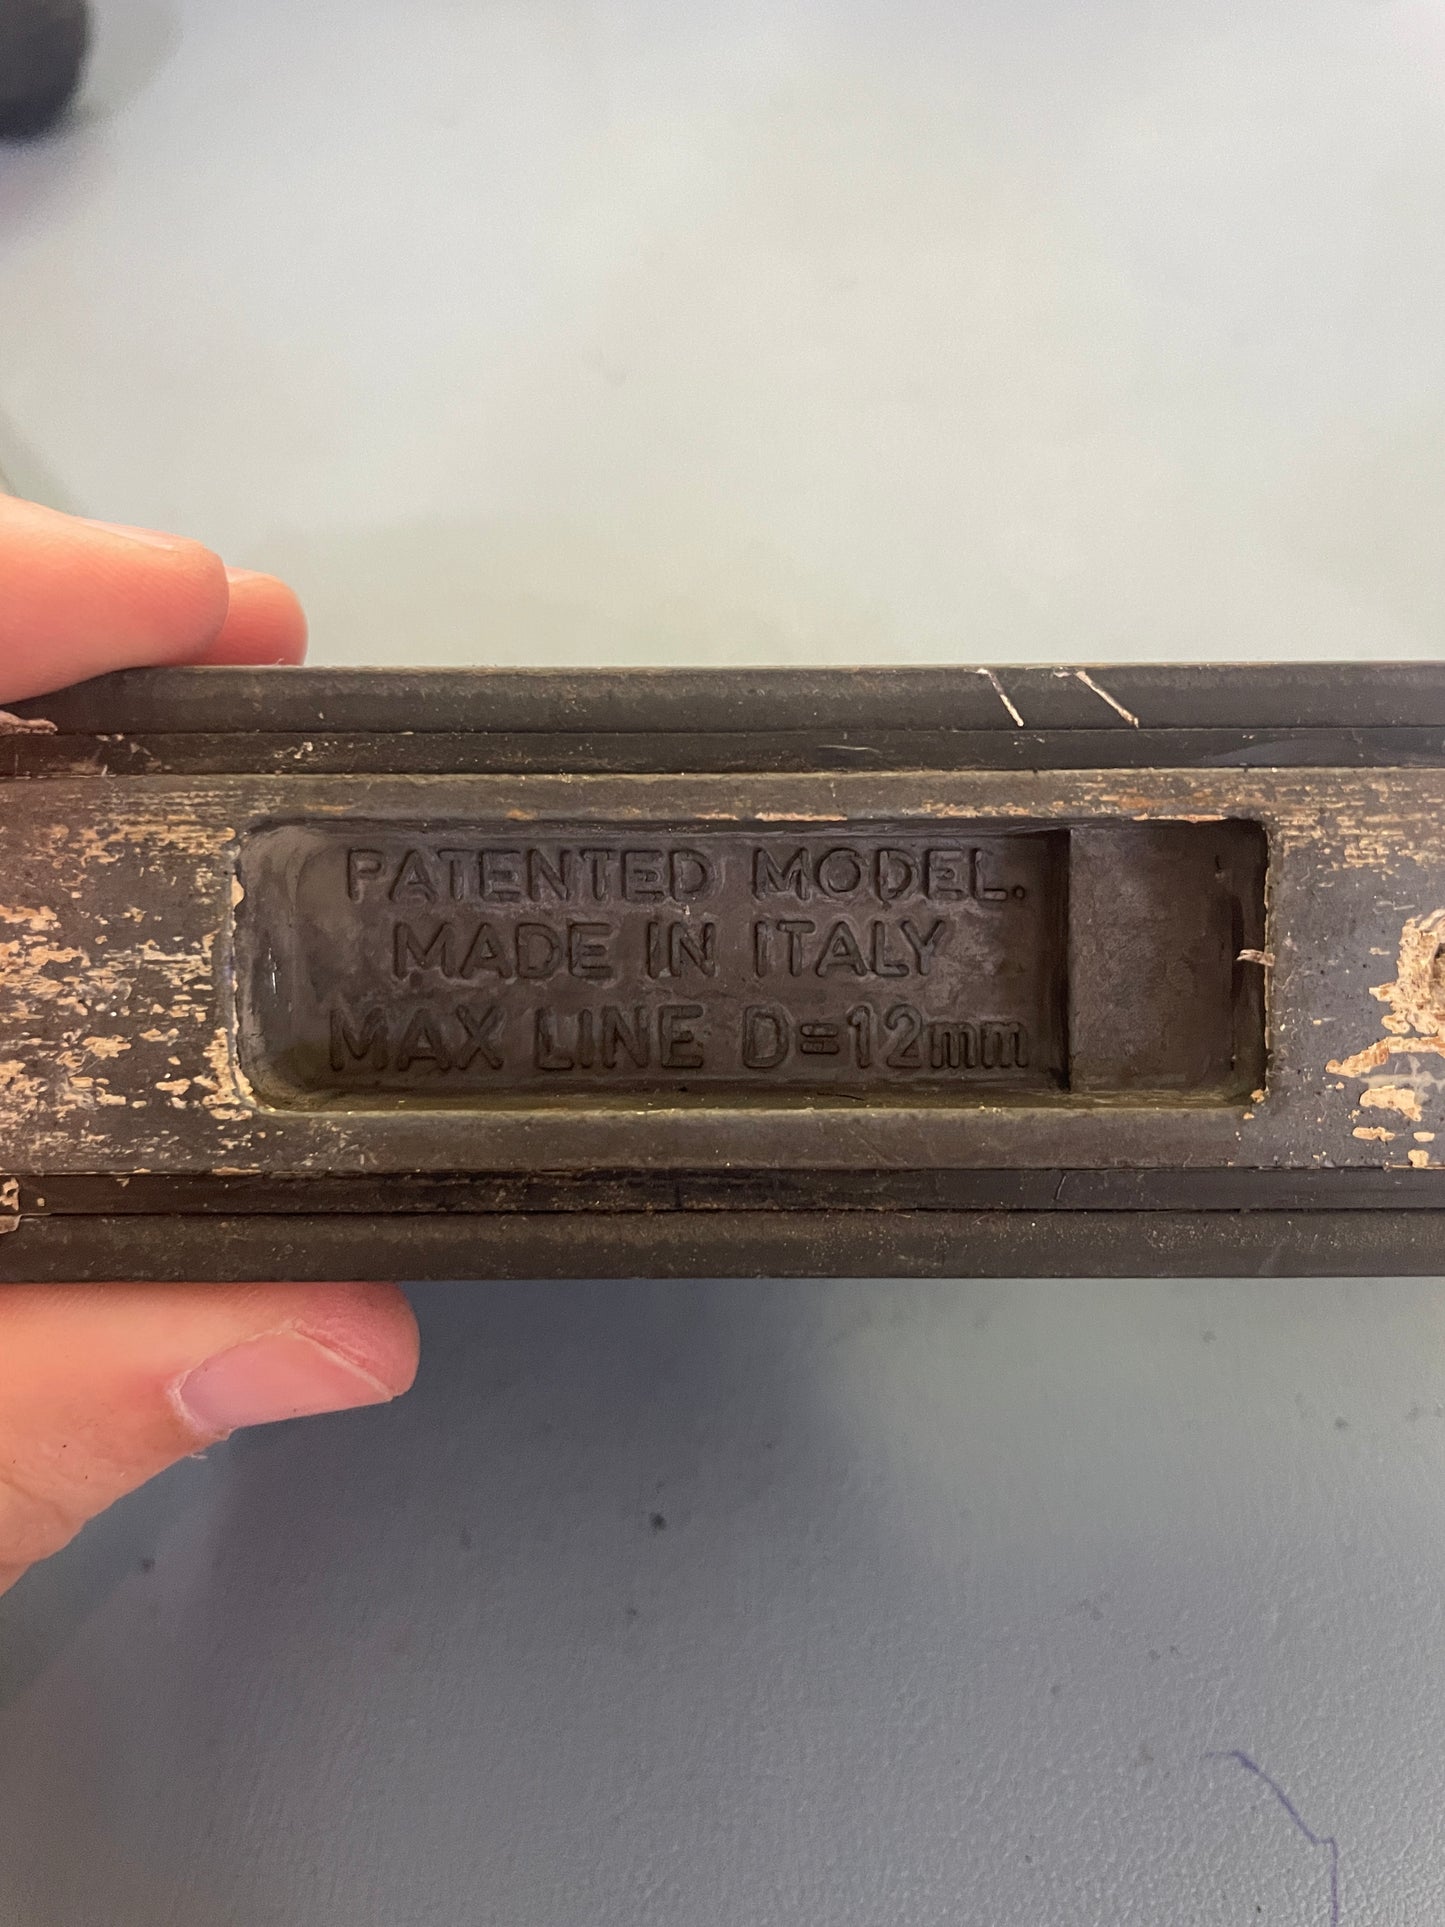 PATENTED MODEL.
MADE IN ITALY
MAX LINE D=12mm